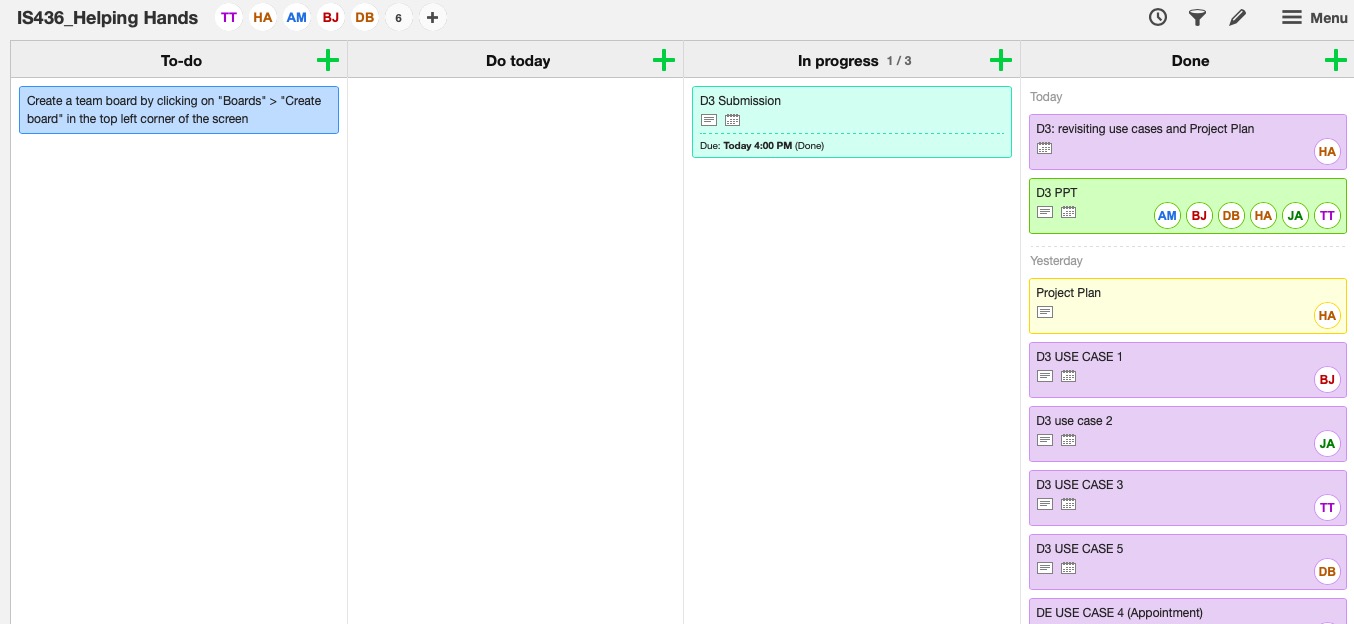 IS436_Helping Hands TT HA AM BJ DB 6 + Menu
To-do
Create a team board by clicking on "Boards" > "Create
board" in the top left corner of the screen
Do today
In progress 1 / 3
D3 Submission
Due: Today 4:00 PM (Done)
Done
Today
D3: revisiting use cases and Project Plan
HA
D3 PPT
AM BJ DB HA JA TT
Yesterday
Project Plan
HA
D3 USE CASE 1
BJ
D3 use case 2
JA
D3 USE CASE 3
TT
D3 USE CASE 5
DB
DE USE CASE 4 (Appointment)